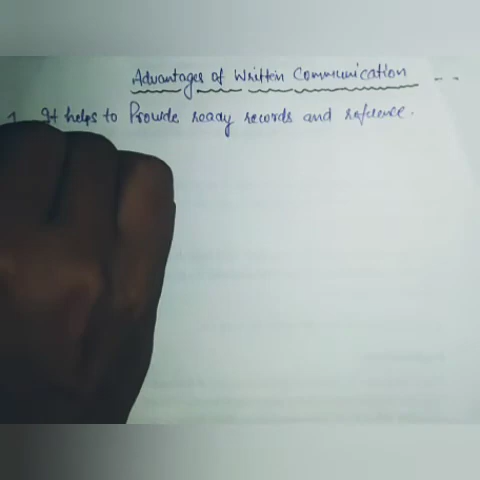 Advantages of Written Communication --
1. It helps to Provide ready records and reference.